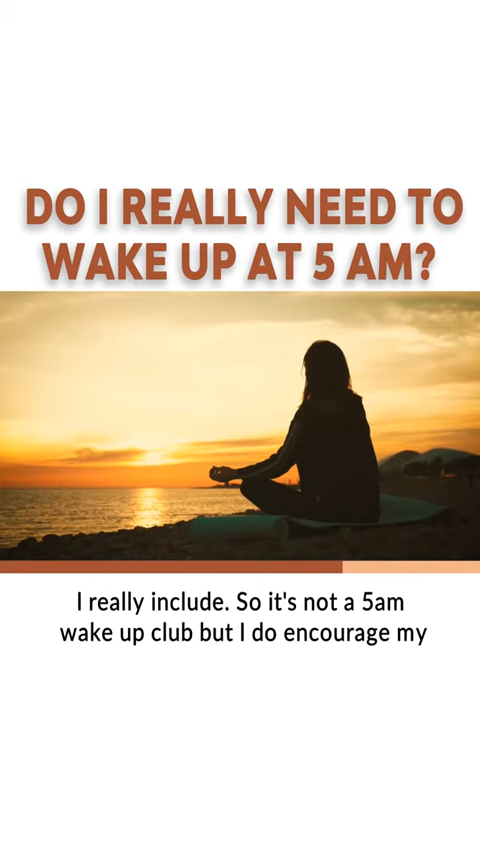 DO I REALLY NEED TO
WAKE UP AT 5 AM?
I really include. So it's not a 5am
wake up club but I do encourage my